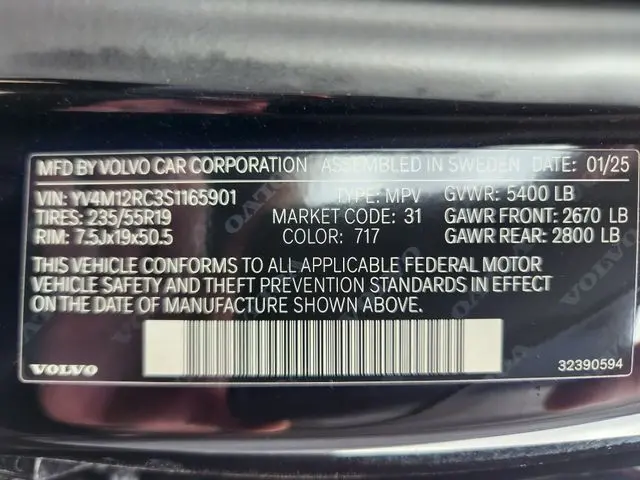 MFD BY VOLVO CAR CORPORATION ASSEMBLED IN SWEDEN DATE: 01/25
VIN: YV4M12RC3S1165901 TYPE: MPV GVWR: 5400 LB
TIRES: 235/55R19 MARKET CODE: 31 GAWR FRONT: 2670 LB
RIM: 7.5Jx19x50.5 COLOR: 717 GAWR REAR: 2800 LB
THIS VEHICLE CONFORMS TO ALL APPLICABLE FEDERAL MOTOR
VEHICLE SAFETY AND THEFT PREVENTION STANDARDS IN EFFECT
ON THE DATE OF MANUFACTURE SHOWN ABOVE.
VOLVO 32390594